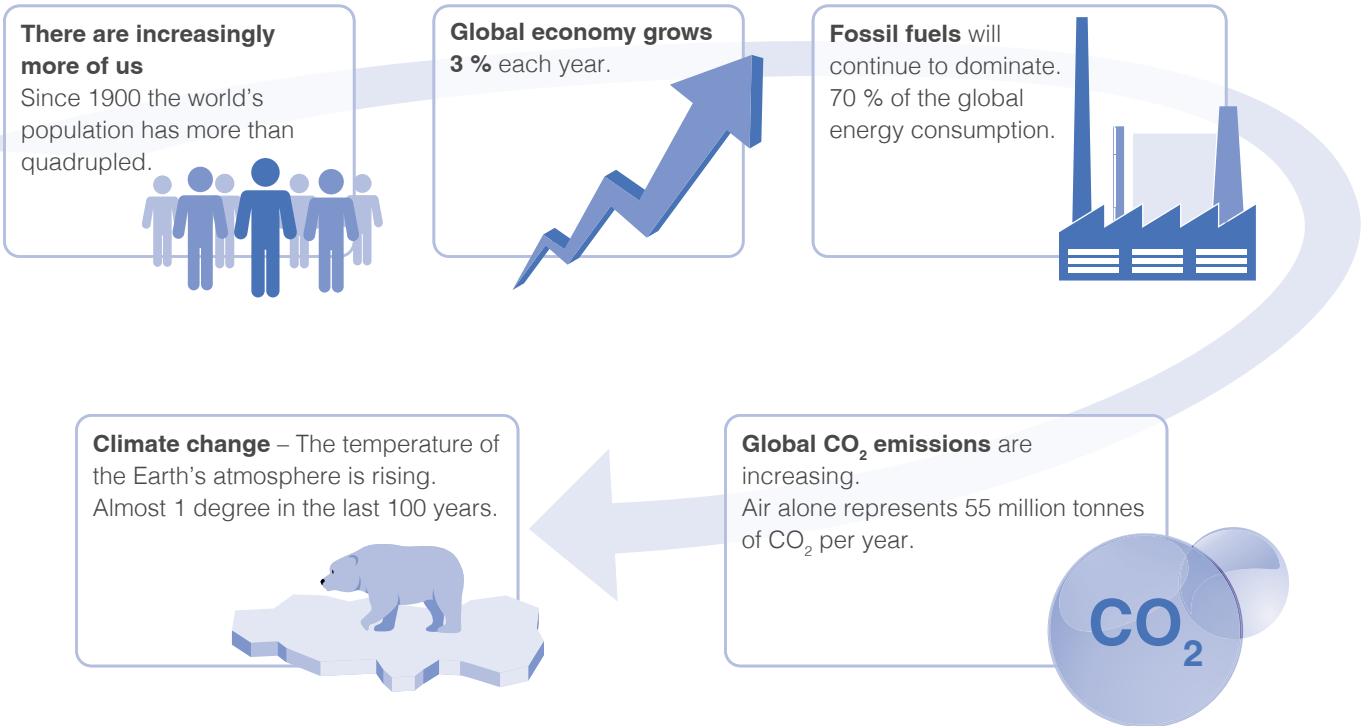 There are increasingly
more of us
Since 1900 the world's
population has more than
quadrupled.
Global economy grows
3 % each year.
Fossil fuels will
continue to dominate.
70 % of the global
energy consumption.
Climate change – The temperature of
the Earth's atmosphere is rising.
Almost 1 degree in the last 100 years.
Global CO₂ emissions are
increasing.
Air alone represents 55 million tonnes
of CO₂ per year.
CO₂